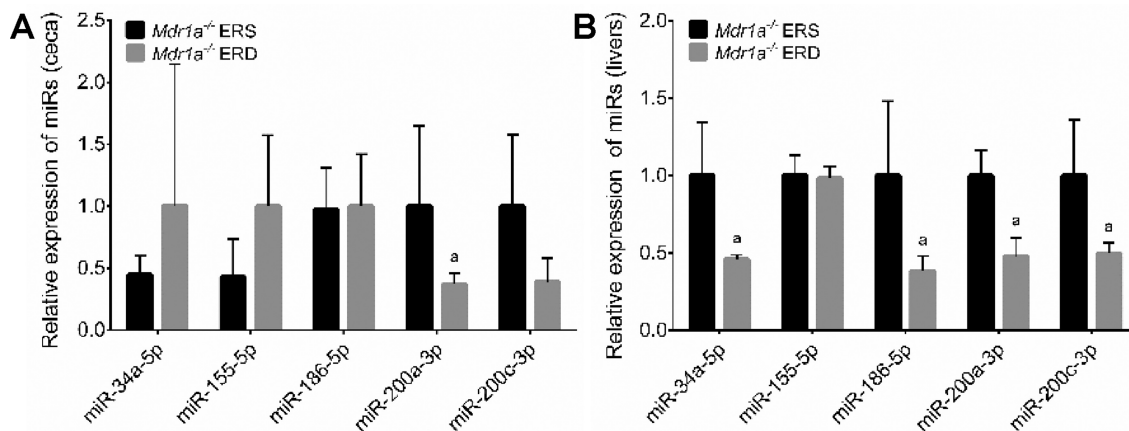 A
Relative expression of miRs (ceca)
2.5
2.0
1.5
1.0
0.5
0.0
Mdr1a-/- ERS
Mdr1a-/- ERD
a
miR-34a-5p
miR-155-5p
miR-186-5p
miR-200a-3p
miR-200c-3p
B
Relative expression of miRs (livers)
2.0
1.5
1.0
0.5
0.0
Mdr1a-/- ERS
Mdr1a-/- ERD
a
a
a
a
miR-34a-5p
miR-155-5p
miR-186-5p
miR-200a-3p
miR-200c-3p